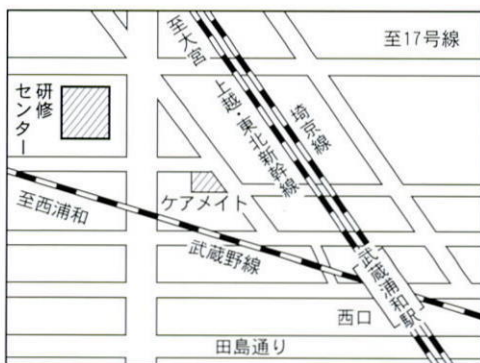 至17号線
至大宮
上越・東北新幹線
埼京線
研修
センター
ケアメイト
至西浦和
武蔵野線
武蔵浦和駅
西口
田島通り